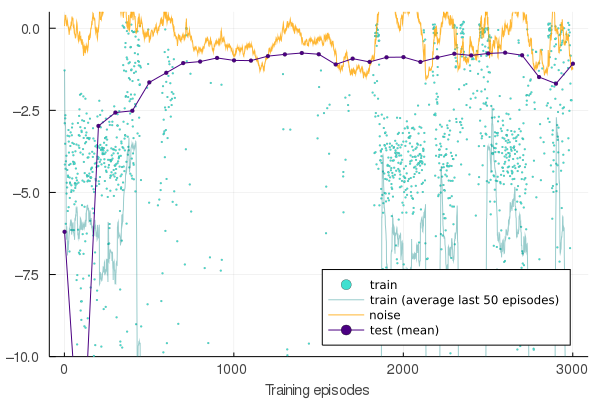 0.0
−2.5
−5.0
−7.5
−10.0
train
train (average last 50 episodes)
noise
test (mean)
0
1000
2000
3000
Training episodes